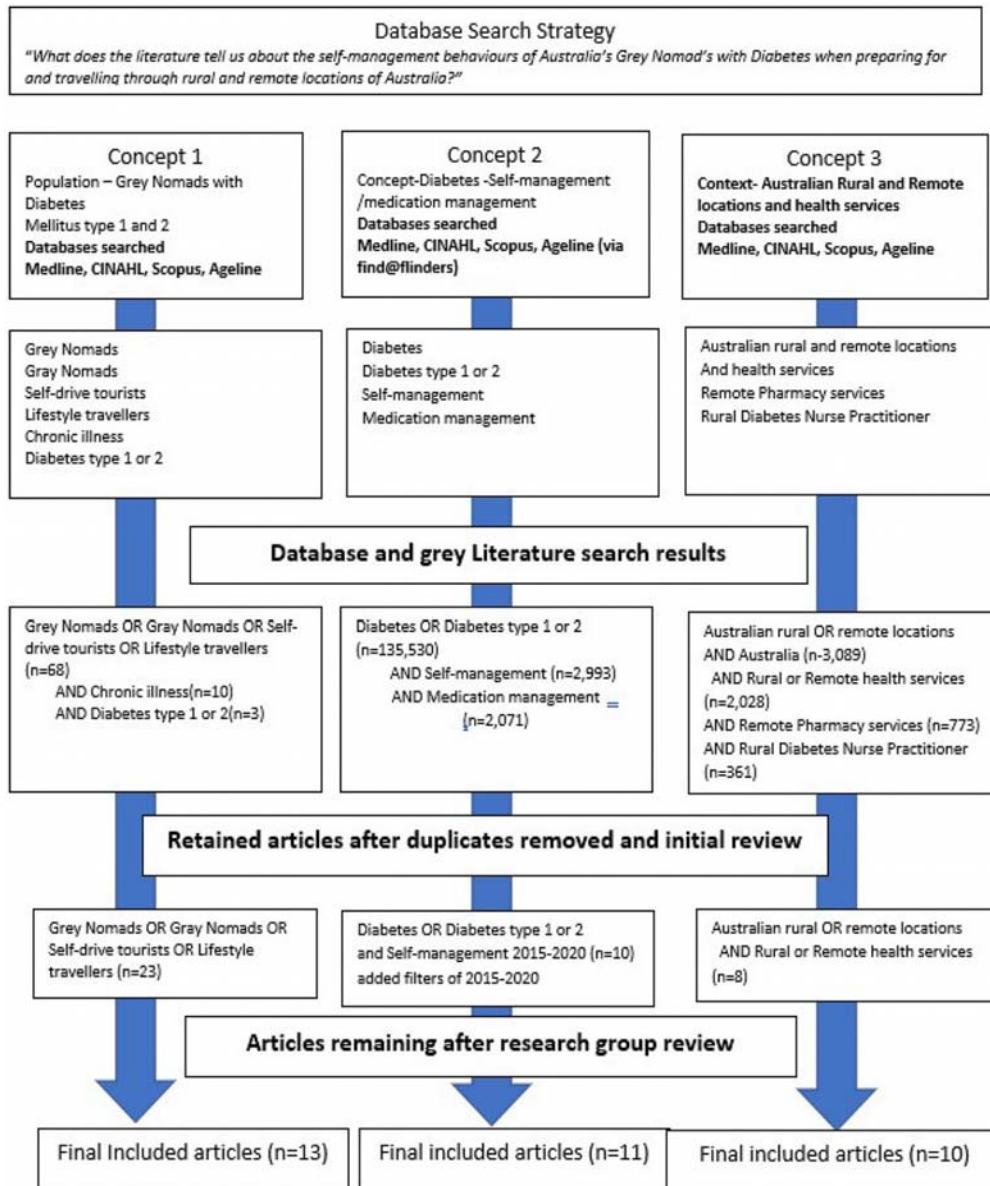 Database Search Strategy
"What does the literature tell us about the self-management behaviours of Australia's Grey Nomad's with Diabetes when preparing for
and travelling through rural and remote locations of Australia?"
Concept 1
Population – Grey Nomads with
Diabetes
Mellitus type 1 and 2
Databases searched
Medline, CINAHL, Scopus, Ageline
Concept 2
Concept-Diabetes -Self-management
/medication management
Databases searched
Medline, CINAHL, Scopus, Ageline (via
find@flinders)
Concept 3
Context- Australian Rural and Remote
locations and health services
Databases searched
Medline, CINAHL, Scopus, Ageline
Grey Nomads
Gray Nomads
Self-drive tourists
Lifestyle travellers
Chronic illness
Diabetes type 1 or 2
Diabetes
Diabetes type 1 or 2
Self-management
Medication management
Australian rural and remote locations
And health services
Remote Pharmacy services
Rural Diabetes Nurse Practitioner
Database and grey Literature search results
Grey Nomads OR Gray Nomads OR Self-
drive tourists OR Lifestyle travellers
(n=68)
AND Chronic illness(n=10)
AND Diabetes type 1 or 2(n=3)
Diabetes OR Diabetes type 1 or 2
(n=135,530)
AND Self-management (n=2,993)
AND Medication management
(n=2,071)
Australian rural OR remote locations
AND Australia (n-3,089)
AND Rural or Remote health services
(n=2,028)
AND Remote Pharmacy services (n=773)
AND Rural Diabetes Nurse Practitioner
(n=361)
Retained articles after duplicates removed and initial review
Grey Nomads OR Gray Nomads OR
Self-drive tourists OR Lifestyle
travellers (n=23)
Diabetes OR Diabetes type 1 or 2
and Self-management 2015-2020 (n=10)
added filters of 2015-2020
Australian rural OR remote locations
AND Rural or Remote health services
(n=8)
Articles remaining after research group review
Final Included articles (n=13)
Final included articles (n=11)
Final included articles (n=10)